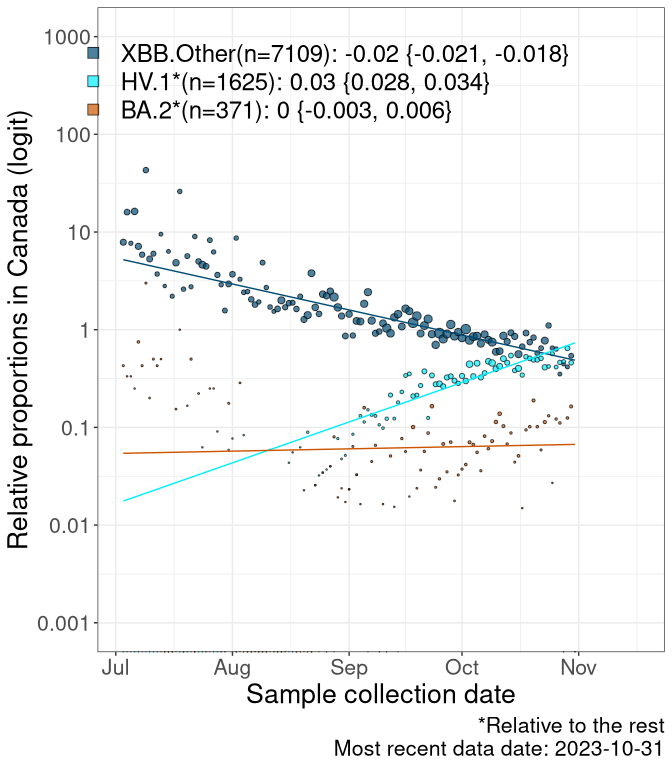 1000
XBB.Other(n=7109): -0.02 {-0.021, -0.018}
HV.1*(n=1625): 0.03 {0.028, 0.034}
BA.2*(n=371): 0 {-0.003, 0.006}
100
10
1
0.1
0.01
0.001
Relative proportions in Canada (logit)
Jul Aug Sep Oct Nov
Sample collection date
*Relative to the rest
Most recent data date: 2023-10-31